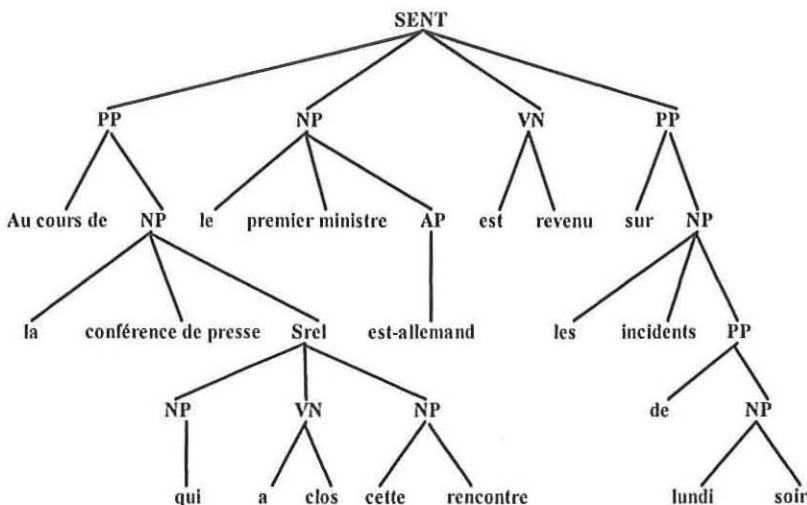 SENT
PP NP VN PP
Au cours de NP le premier ministre AP est revenu sur NP
la conférence de presse Srel est-allemand les incidents PP
NP VN NP de NP
qui a clos cette rencontre lundi soir